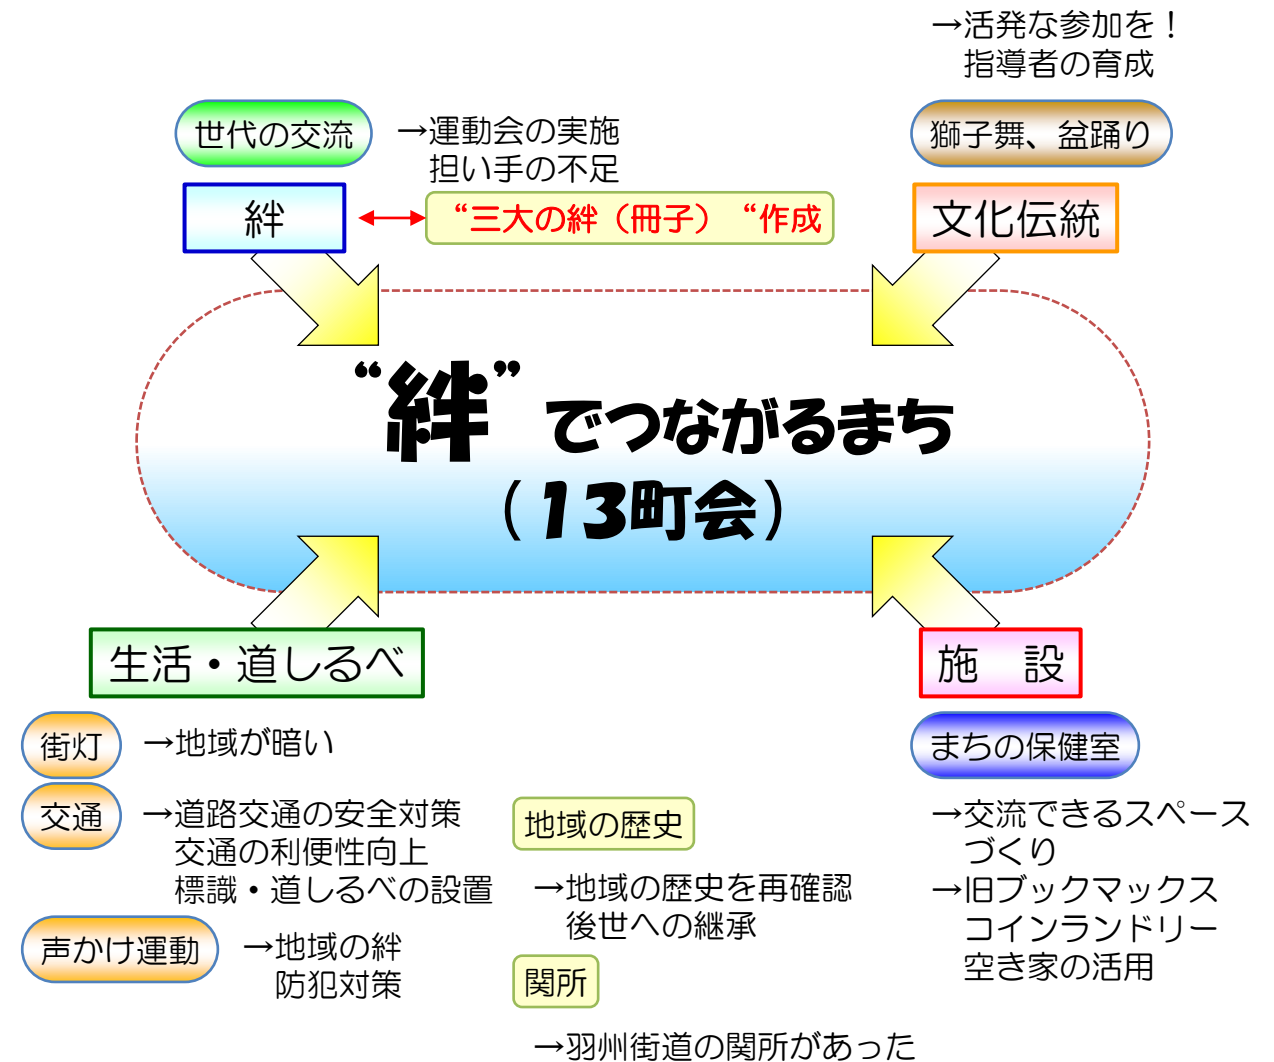 →活発な参加を！
指導者の育成
世代の交流
→運動会の実施
担い手の不足
獅子舞、盆踊り
絆
“三大の絆（冊子）“作成
文化伝統
“絆”でつながるまち
（13町会）
生活・道しるべ
施　設
街灯
→地域が暗い
交通
→道路交通の安全対策
交通の利便性向上
標識・道しるべの設置
声かけ運動
→地域の絆
防犯対策
地域の歴史
→地域の歴史を再確認
後世への継承
関所
→羽州街道の関所があった
まちの保健室
→交流できるスペース
づくり
→旧ブックマックス
コインランドリー
空き家の活用